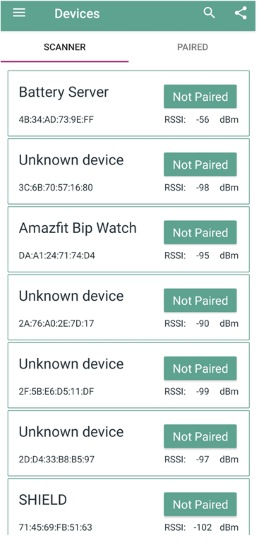 Devices
SCANNER PAIRED
Battery Server
Not Paired
4B:34:AD:73:9E:FF RSSI: -56 dBm
Unknown device
Not Paired
3C:6B:70:57:16:80 RSSI: -98 dBm
Amazfit Bip Watch
Not Paired
DA:A1:24:71:74:D4 RSSI: -95 dBm
Unknown device
Not Paired
2A:76:A0:2E:7D:17 RSSI: -90 dBm
Unknown device
Not Paired
2F:5B:E6:D5:11:DF RSSI: -99 dBm
Unknown device
Not Paired
2D:D4:33:B8:B5:97 RSSI: -97 dBm
SHIELD
Not Paired
71:45:69:FB:51:63 RSSI: -102 dBm